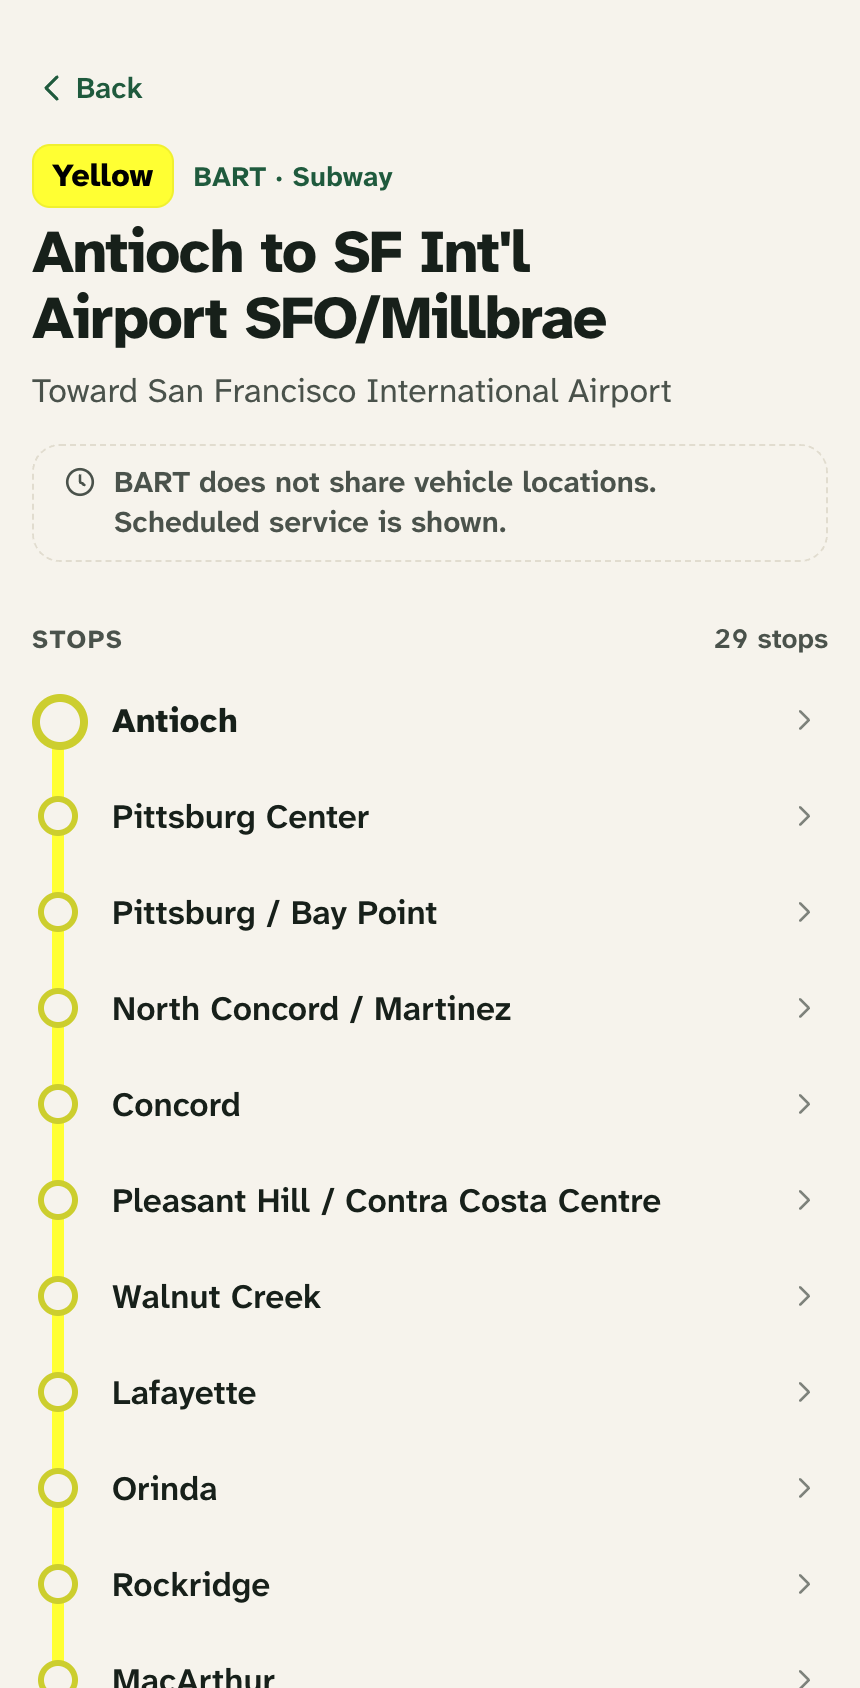 Back
Yellow BART · Subway
Antioch to SF Int'l
Airport SFO/Millbrae
Toward San Francisco International Airport
BART does not share vehicle locations.
Scheduled service is shown.
STOPS 29 stops
Antioch
Pittsburg Center
Pittsburg / Bay Point
North Concord / Martinez
Concord
Pleasant Hill / Contra Costa Centre
Walnut Creek
Lafayette
Orinda
Rockridge
MacArthur